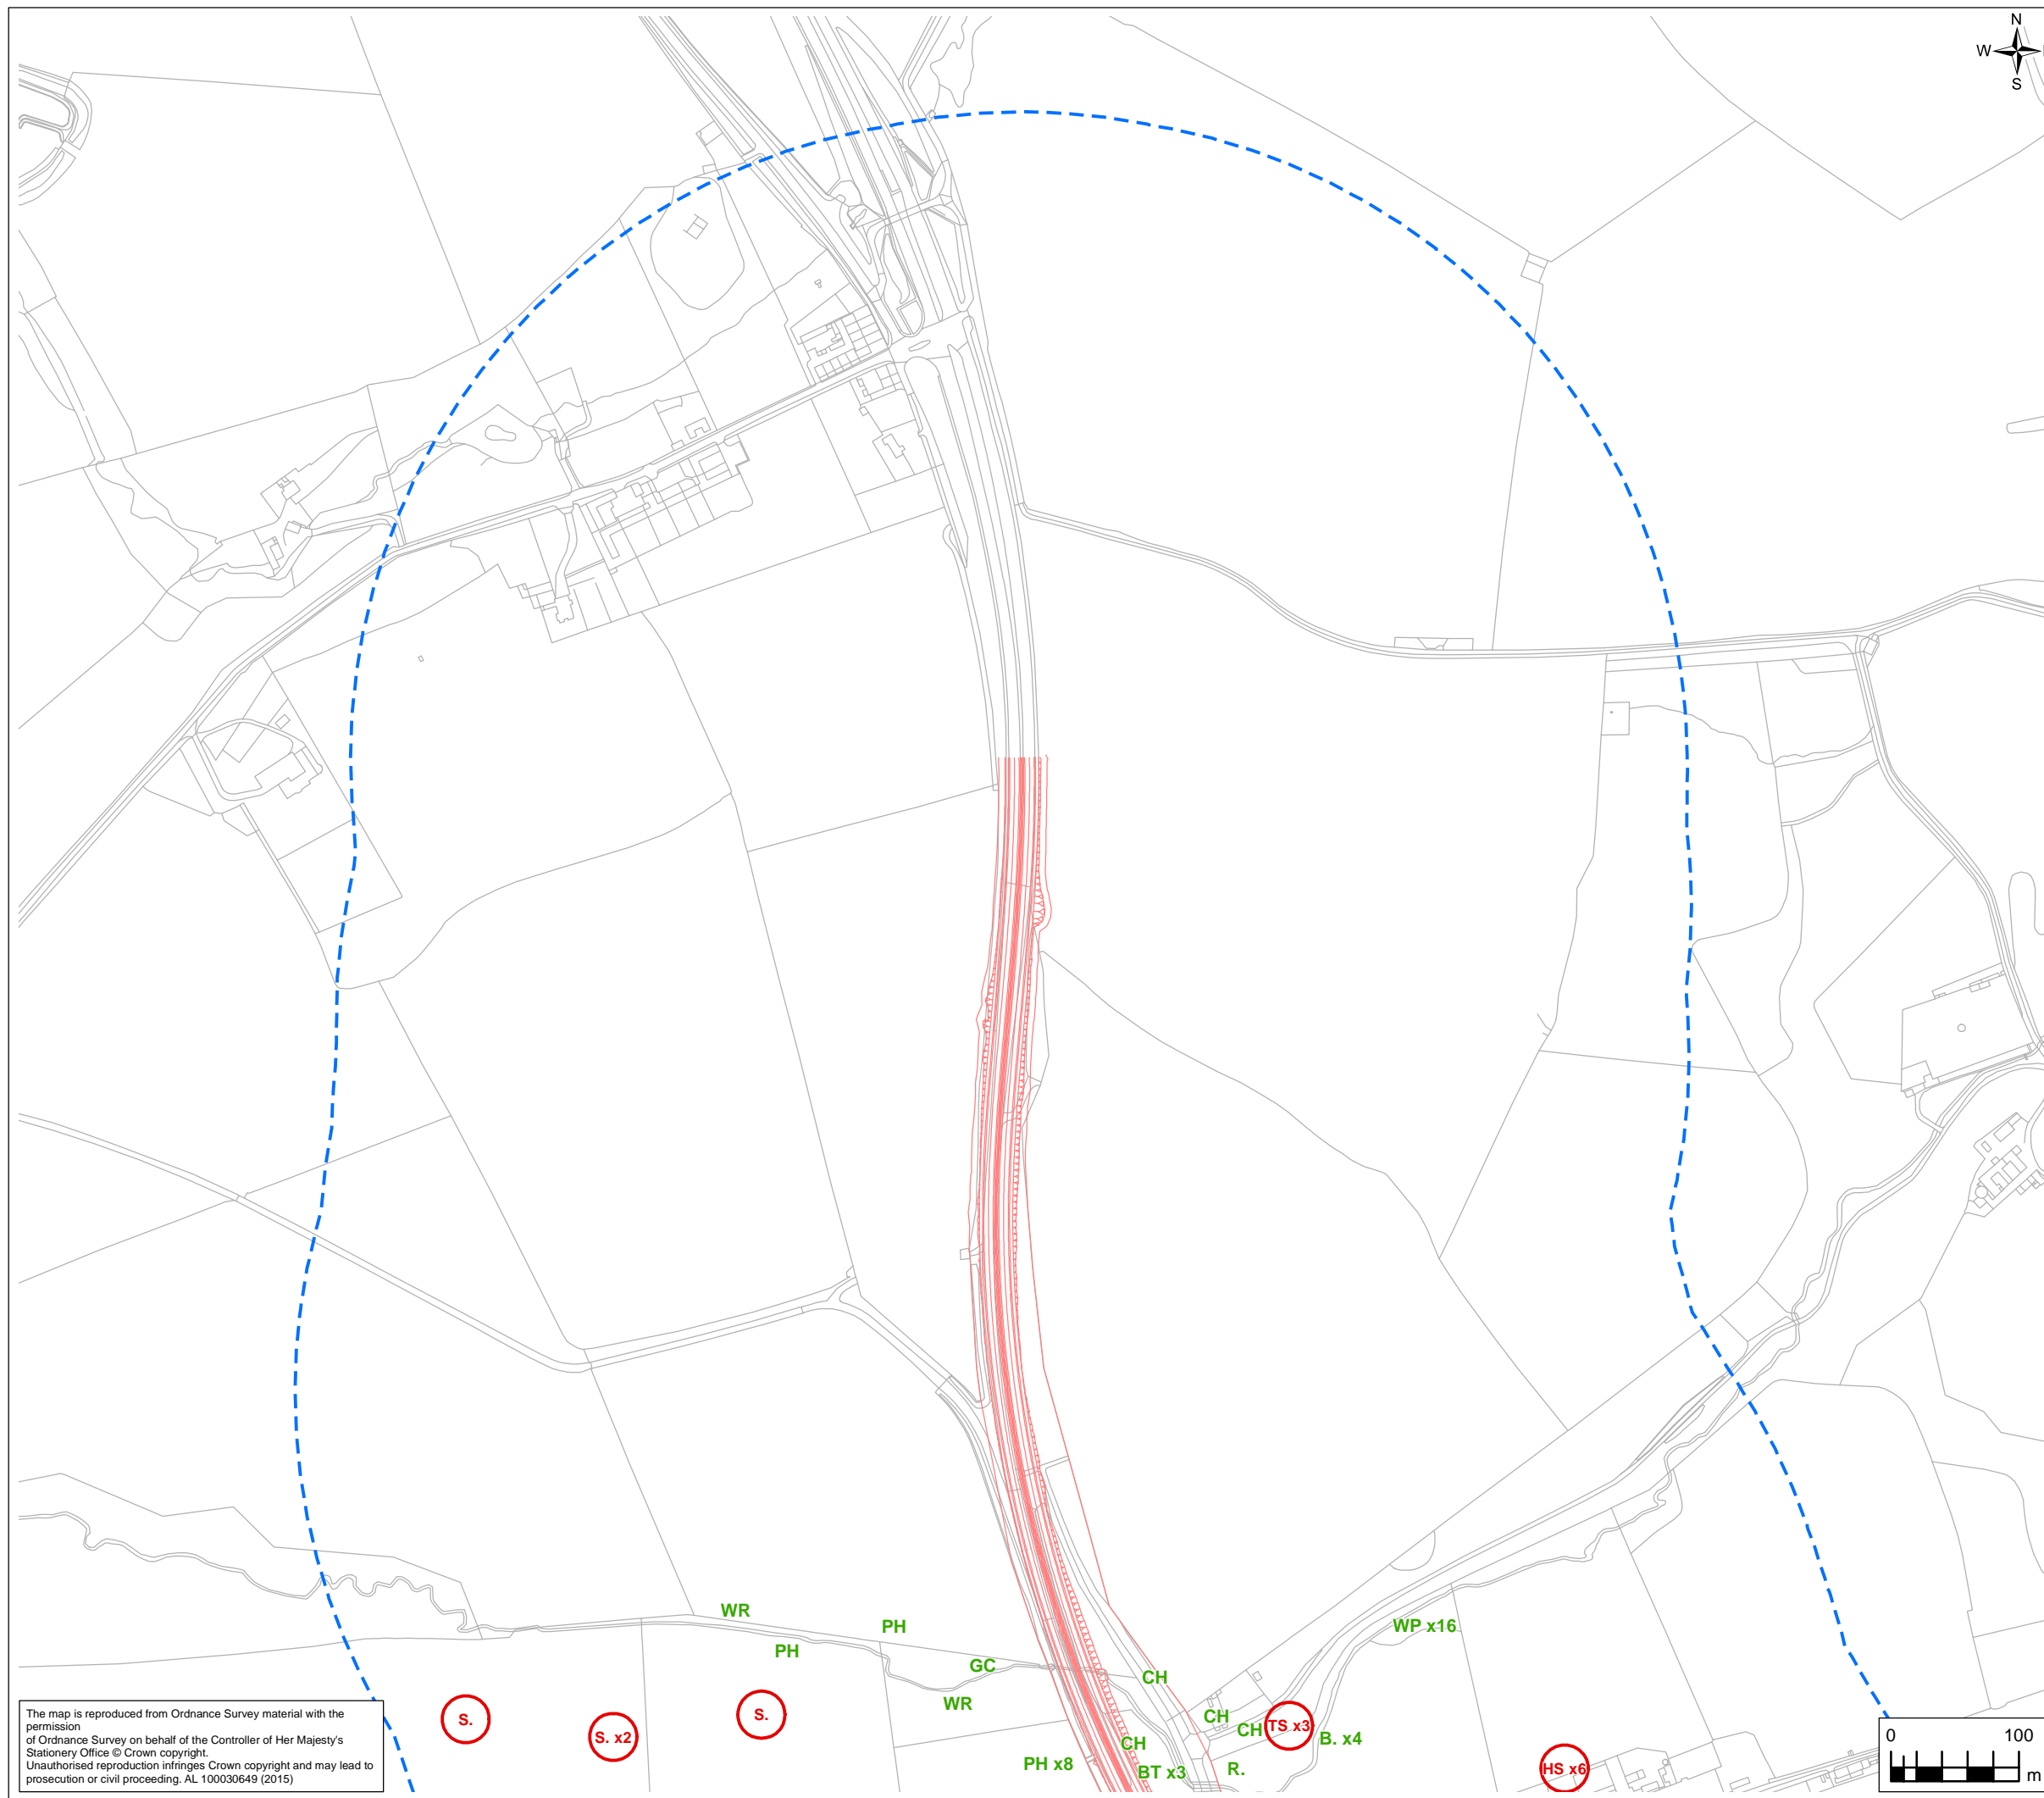 N
W
S
WR
PH
PH
GC
WR
CH
WP x16
S.
S. x2
S.
CH
CH
TS x3
B. x4
CH
PH x8
BT x3
R.
HS x6
The map is reproduced from Ordnance Survey material with the
permission
of Ordnance Survey on behalf of the Controller of Her Majesty's
Stationery Office © Crown copyright.
Unauthorised reproduction infringes Crown copyright and may lead to
prosecution or civil proceeding. AL 100030649 (2015)
0 100
m